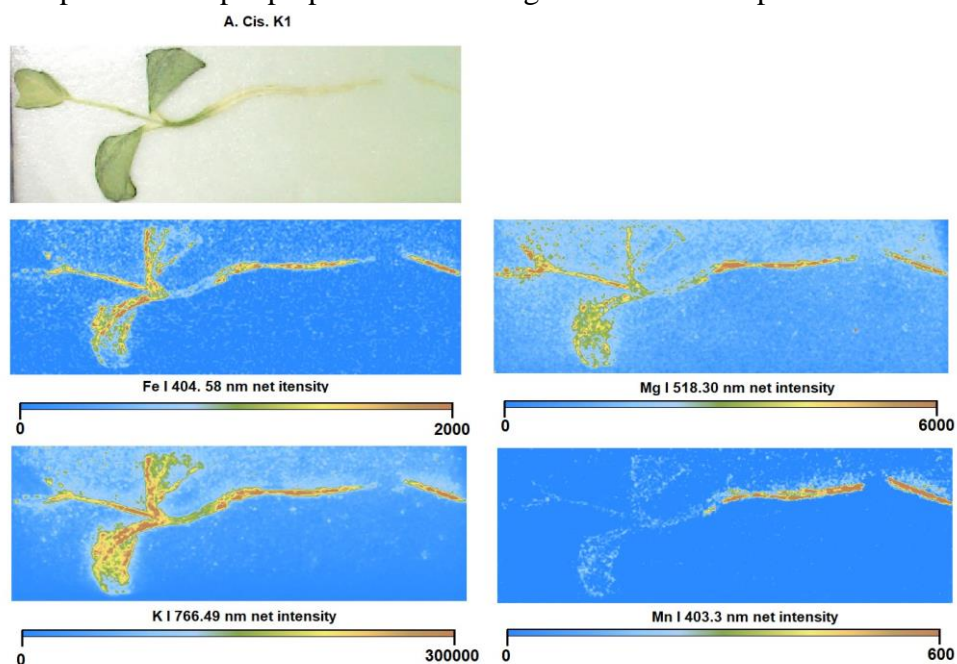 A. Cis. K1
Fe I 404. 58 nm net itensity
0 2000
Mg I 518.30 nm net intensity
0 6000
K I 766.49 nm net intensity
0 300000
Mn I 403.3 nm net intensity
0 600